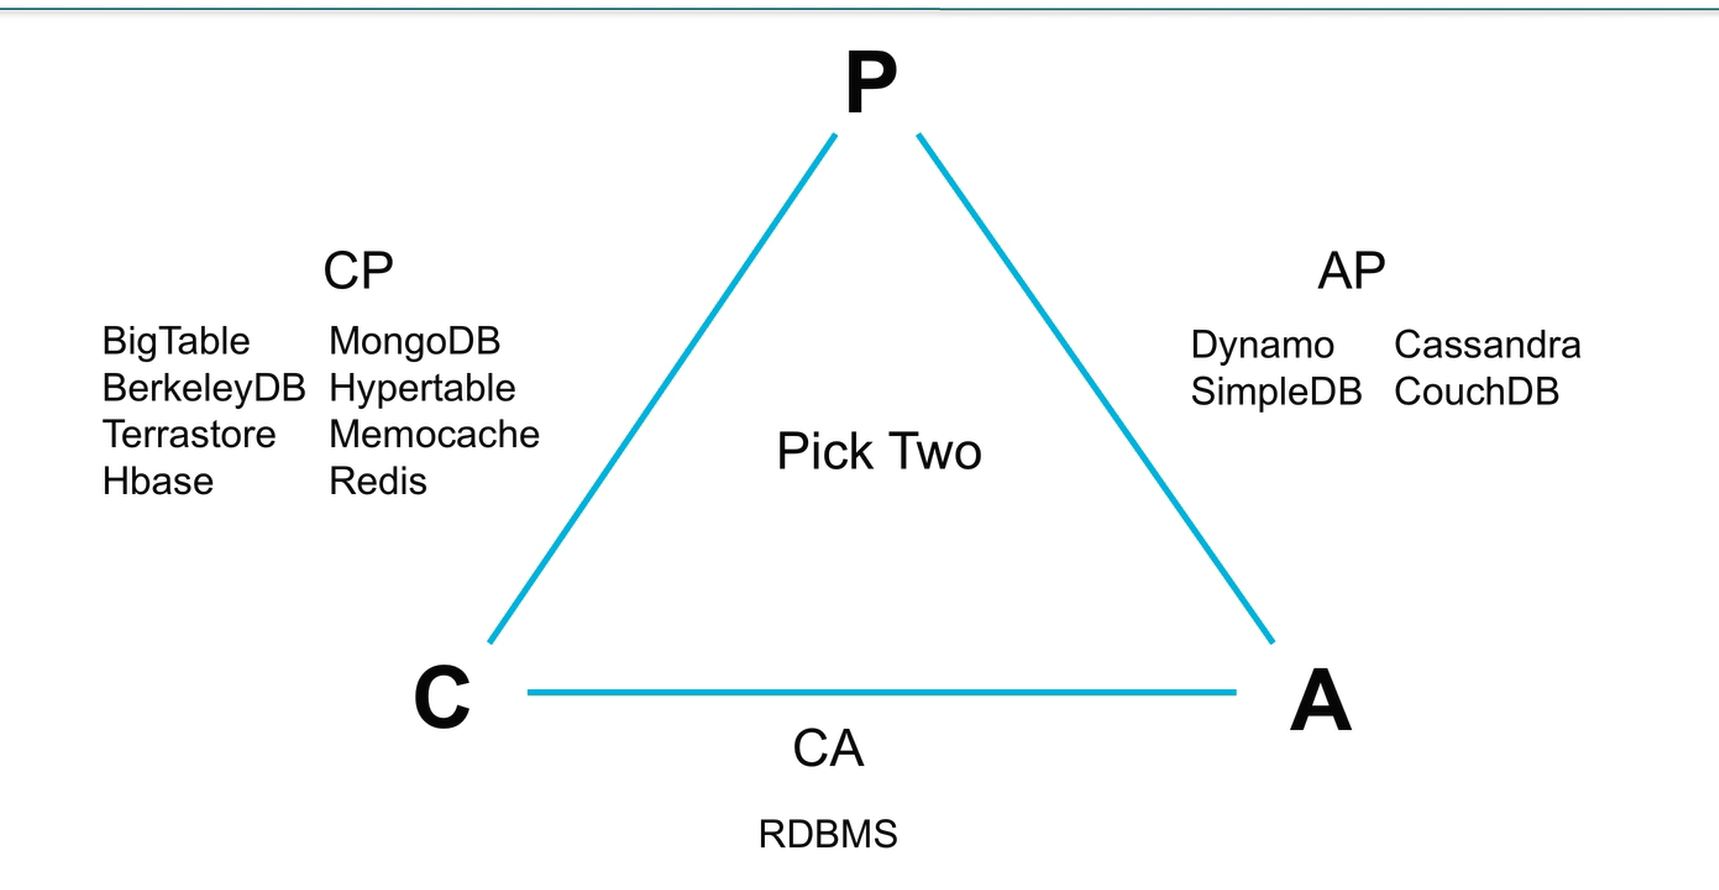 P
CP
BigTable MongoDB
BerkeleyDB Hypertable
Terrastore Memocache
Hbase Redis
AP
Dynamo Cassandra
SimpleDB CouchDB
Pick Two
C
A
CA
RDBMS